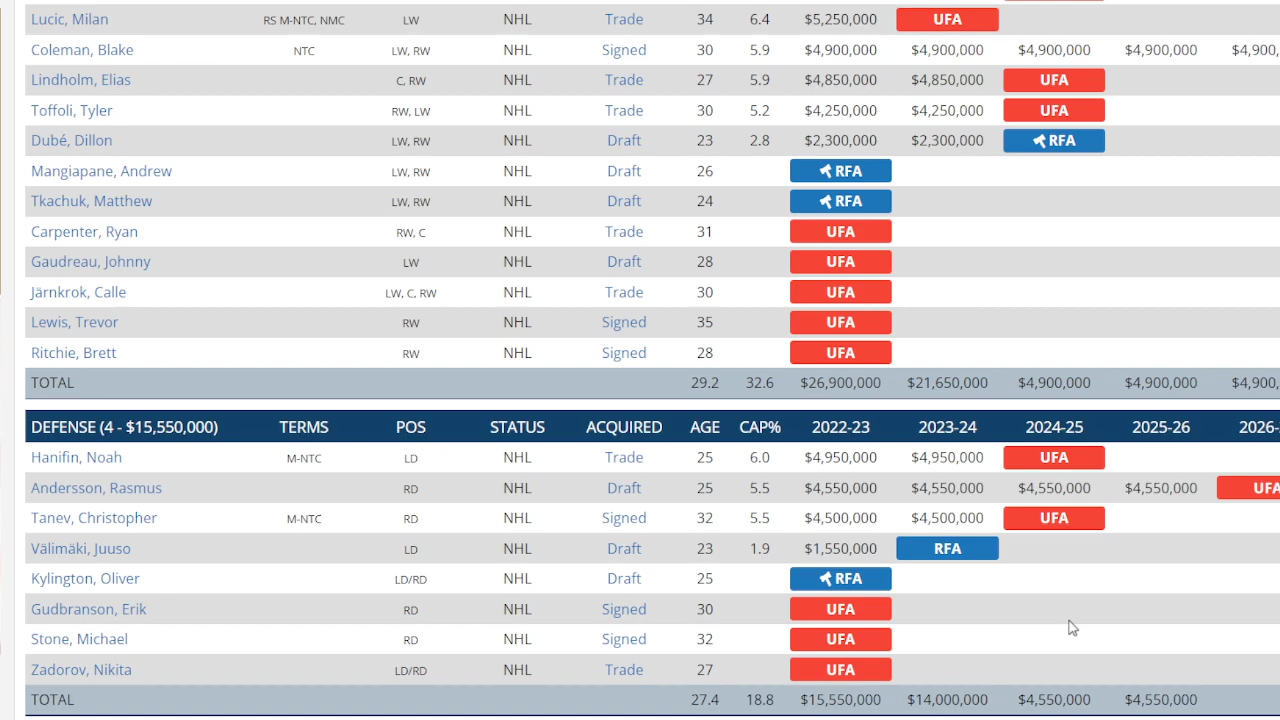 Lucic, Milan RS M-NTC, NMC LW NHL Trade 34 6.4 $5,250,000 UFA
Coleman, Blake NTC LW, RW NHL Signed 30 5.9 $4,900,000 $4,900,000 $4,900,000 $4,900,000 $4,900,
Lindholm, Elias C, RW NHL Trade 27 5.9 $4,850,000 $4,850,000 UFA
Toffoli, Tyler RW, LW NHL Trade 30 5.2 $4,250,000 $4,250,000 UFA
Dubé, Dillon LW, RW NHL Draft 23 2.8 $2,300,000 $2,300,000 RFA
Mangiapane, Andrew LW, RW NHL Draft 26 RFA
Tkachuk, Matthew LW, RW NHL Draft 24 RFA
Carpenter, Ryan RW, C NHL Trade 31 UFA
Gaudreau, Johnny LW NHL Draft 28 UFA
Järnkrok, Calle LW, C, RW NHL Trade 30 UFA
Lewis, Trevor RW NHL Signed 35 UFA
Ritchie, Brett RW NHL Signed 28 UFA
TOTAL 29.2 32.6 $26,900,000 $21,650,000 $4,900,000 $4,900,000 $4,900,
DEFENSE (4 - $15,550,000) TERMS POS STATUS ACQUIRED AGE CAP% 2022-23 2023-24 2024-25 2025-26 2026-
Hanifin, Noah M-NTC LD NHL Trade 25 6.0 $4,950,000 $4,950,000 UFA
Andersson, Rasmus RD NHL Draft 25 5.5 $4,550,000 $4,550,000 $4,550,000 $4,550,000 UFA
Tanev, Christopher M-NTC RD NHL Signed 32 5.5 $4,500,000 $4,500,000 UFA
Välimäki, Juuso LD NHL Draft 23 1.9 $1,550,000 RFA
Kylington, Oliver LD/RD NHL Draft 25 RFA
Gudbranson, Erik RD NHL Signed 30 UFA
Stone, Michael RD NHL Signed 32 UFA
Zadorov, Nikita LD/RD NHL Trade 27 UFA
TOTAL 27.4 18.8 $15,550,000 $14,000,000 $4,550,000 $4,550,000